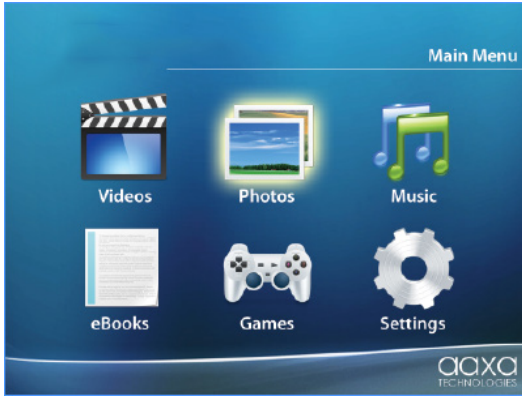 Main Menu
Videos Photos Music
eBooks Games Settings
aaxa
TECHNOLOGIES